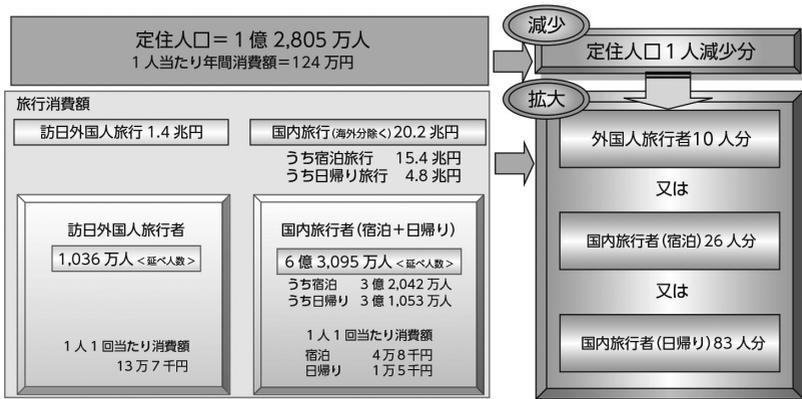 定住人口＝1億2,805万人
1人当たり年間消費額＝124万円
減少
定住人口1人減少分
旅行消費額
訪日外国人旅行 1.4兆円
国内旅行(海外分除く)20.2兆円
うち宿泊旅行 15.4兆円
うち日帰り旅行 4.8兆円
訪日外国人旅行者
1,036万人＜延べ人数＞
1人1回当たり消費額
13万7千円
国内旅行者（宿泊＋日帰り）
6億3,095万人＜延べ人数＞
うち宿泊 3億2,042万人
うち日帰り 3億1,053万人
1人1回当たり消費額
宿泊 4万8千円
日帰り 1万5千円
拡大
外国人旅行者10人分
又は
国内旅行者（宿泊）26人分
又は
国内旅行者（日帰り）83人分